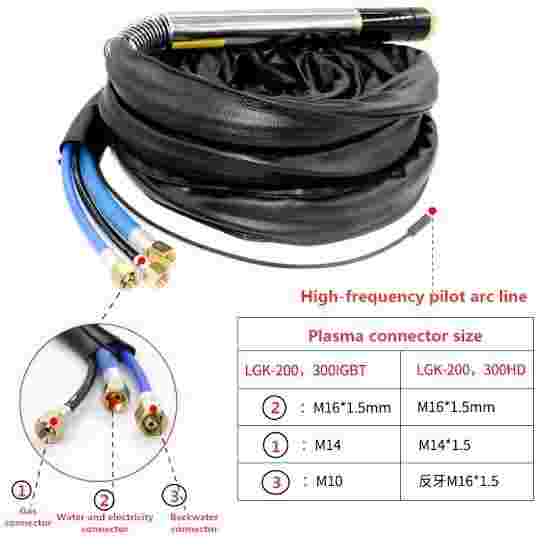 High-frequency pilot arc line
Plasma connector size
LGK-200, 300IGBT
LGK-200, 300HD
② : M16*1.5mm
M16*1.5mm
① : M14
M14*1.5
③ : M10
反牙M16*1.5
①
Gas
connector
②
Water and electricity
connector
③
Backwater
connector